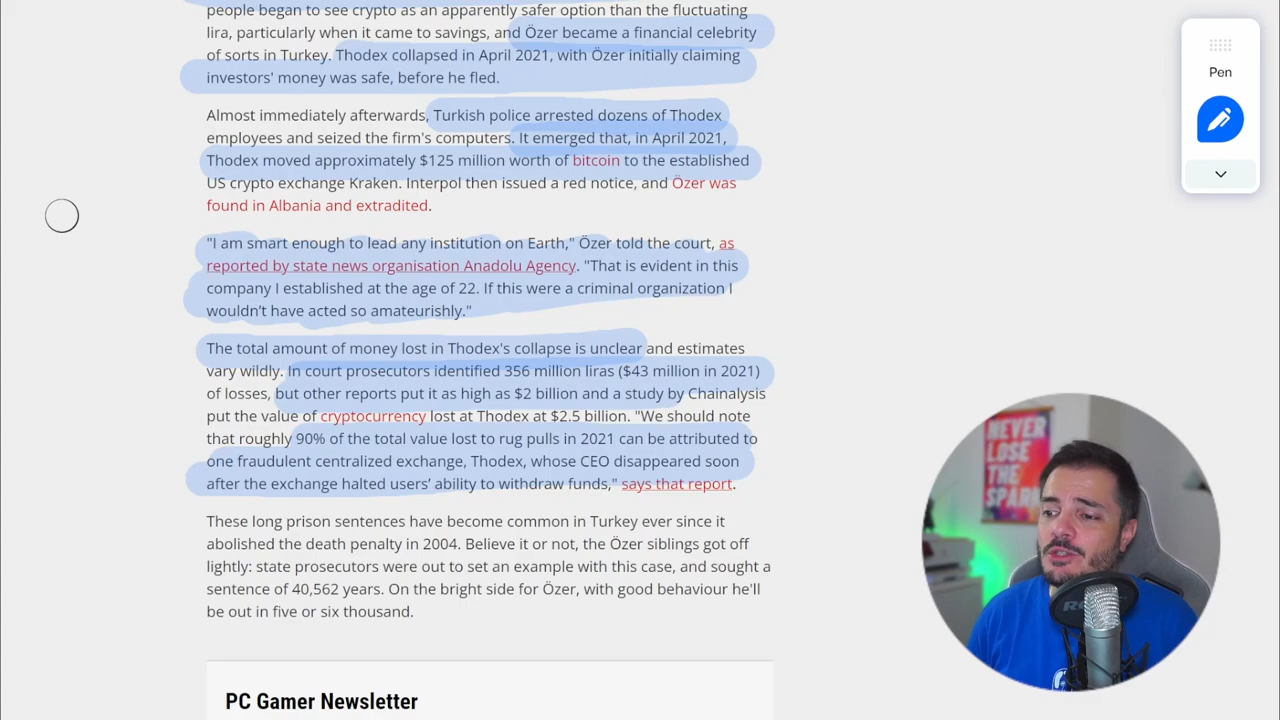 people began to see crypto as an apparently safer option than the fluctuating
lira, particularly when it came to savings, and Özer became a financial celebrity
of sorts in Turkey. Thodex collapsed in April 2021, with Özer initially claiming
investors' money was safe, before he fled.
Almost immediately afterwards, Turkish police arrested dozens of Thodex
employees and seized the firm's computers. It emerged that, in April 2021,
Thodex moved approximately $125 million worth of bitcoin to the established
US crypto exchange Kraken. Interpol then issued a red notice, and Özer was
found in Albania and extradited.
"I am smart enough to lead any institution on Earth," Özer told the court, as
reported by state news organisation Anadolu Agency. "That is evident in this
company I established at the age of 22. If this were a criminal organization I
wouldn't have acted so amateurishly."
The total amount of money lost in Thodex's collapse is unclear and estimates
vary wildly. In court prosecutors identified 356 million liras ($43 million in 2021)
of losses, but other reports put it as high as $2 billion and a study by Chainalysis
put the value of cryptocurrency lost at Thodex at $2.5 billion. "We should note
that roughly 90% of the total value lost to rug pulls in 2021 can be attributed to
one fraudulent centralized exchange, Thodex, whose CEO disappeared soon
after the exchange halted users’ ability to withdraw funds," says that report.
These long prison sentences have become common in Turkey ever since it
abolished the death penalty in 2004. Believe it or not, the Özer siblings got off
lightly: state prosecutors were out to set an example with this case, and sought a
sentence of 40,562 years. On the bright side for Özer, with good behaviour he'll
be out in five or six thousand.
PC Gamer Newsletter
Pen
NEVER
LOSE
THE